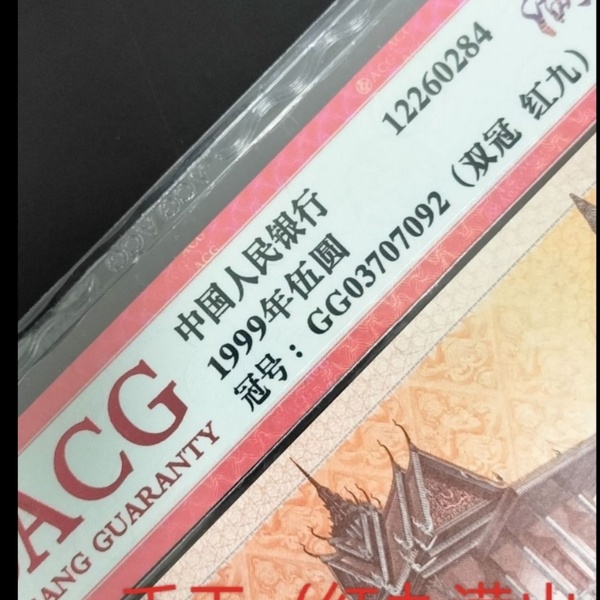 12260284
中国人民银行
1999年伍圆
冠号：GG03707092（双冠 红九）
ACG
GANG GUARANTY